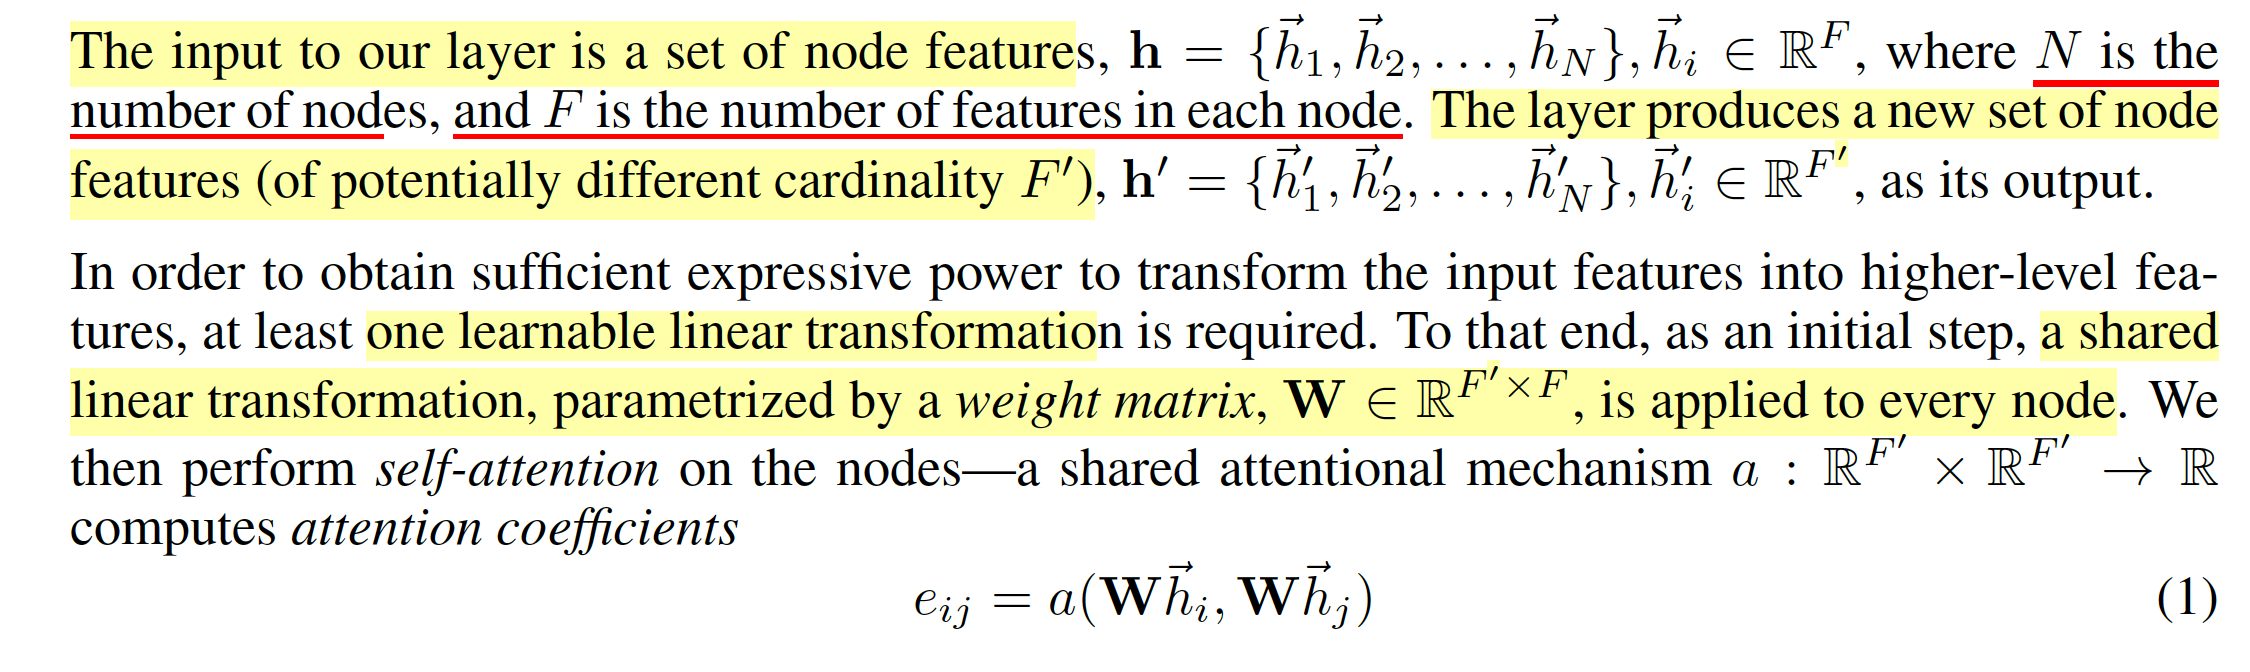 The input to our layer is a set of node features, $\mathbf{h} = \{\vec{h}_1, \vec{h}_2, \ldots, \vec{h}_N\}, \vec{h}_i \in \mathbb{R}^F$, where $N$ is the
number of nodes, and $F$ is the number of features in each node. The layer produces a new set of node
features (of potentially different cardinality $F'$), $\mathbf{h}' = \{\vec{h}'_1, \vec{h}'_2, \ldots, \vec{h}'_N\}, \vec{h}'_i \in \mathbb{R}^{F'}$, as its output.
In order to obtain sufficient expressive power to transform the input features into higher-level fea-
tures, at least one learnable linear transformation is required. To that end, as an initial step, a shared
linear transformation, parametrized by a weight matrix, $\mathbf{W} \in \mathbb{R}^{F' \times F}$, is applied to every node. We
then perform self-attention on the nodes—a shared attentional mechanism $a : \mathbb{R}^{F'} \times \mathbb{R}^{F'} \to \mathbb{R}$
computes attention coefficients
$e_{ij} = a(\mathbf{W}\vec{h}_i, \mathbf{W}\vec{h}_j)$ (1)